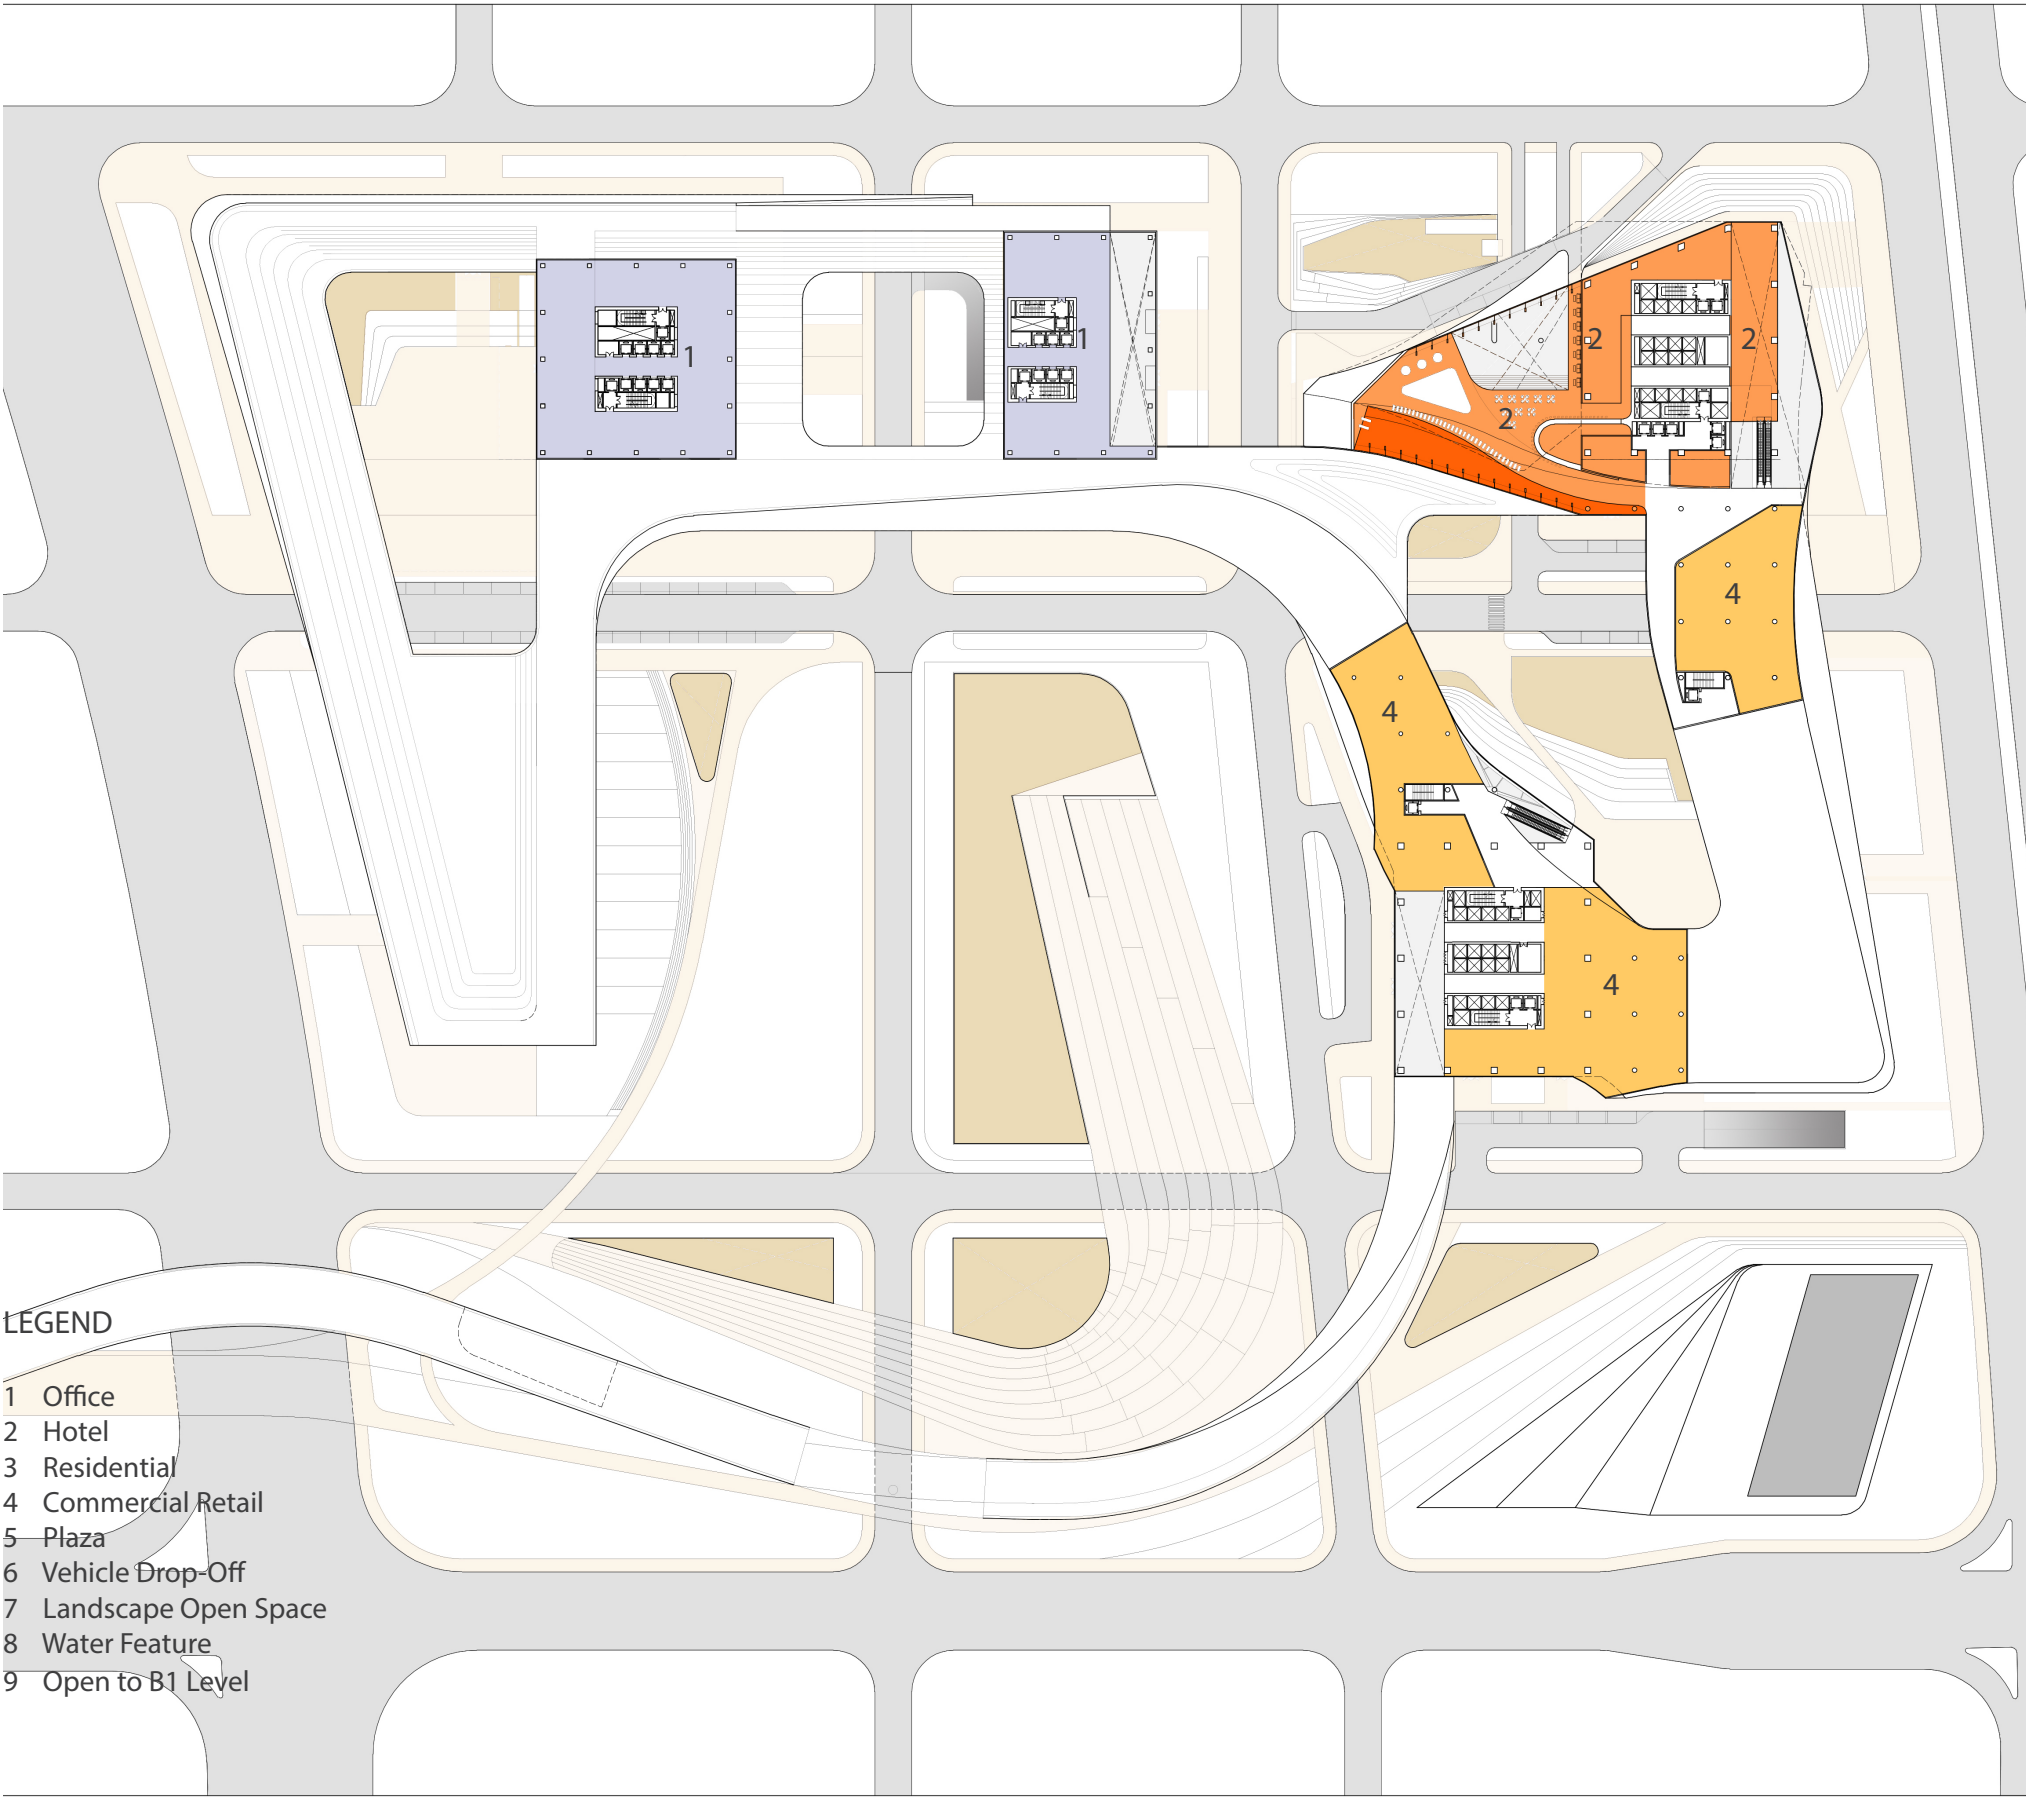 1
1
2
2
2
4
4
4
LEGEND
1 Office
2 Hotel
3 Residential
4 Commercial Retail
5 Plaza
6 Vehicle Drop-Off
7 Landscape Open Space
8 Water Feature
9 Open to B1 Level